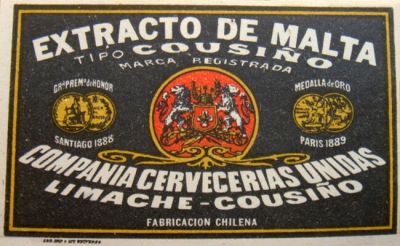 EXTRACTO DE MALTA
TIPO COUSIÑO
MARCA REGISTRADA
Gran PREMo de HONOR
SANTIAGO 1888
MEDALLA de ORO
PARIS 1889
COMPAÑIA CERVECERIAS UNIDAS
LIMACHE-COUSIÑO
FABRICACION CHILENA